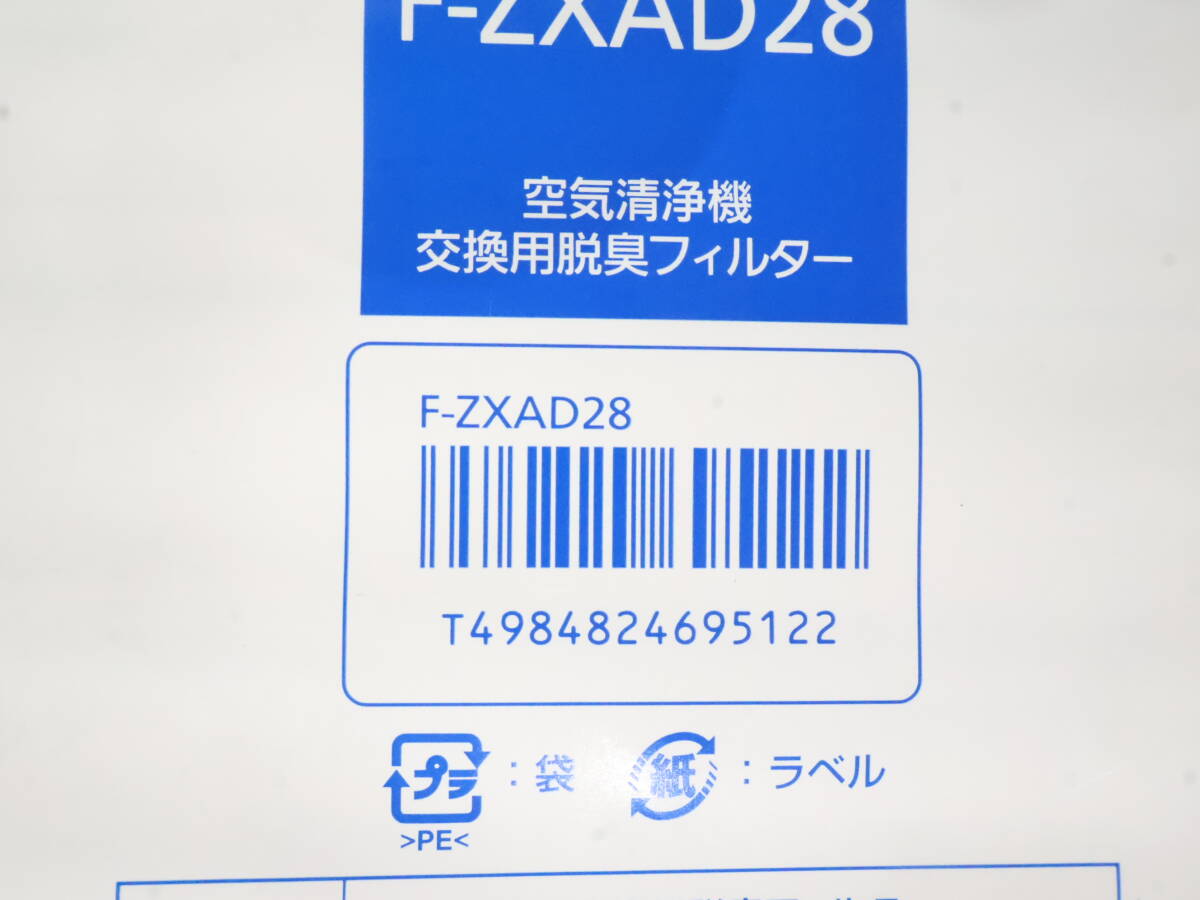 F-ZXAD28
空気清浄機
交換用脱臭フィルター
F-ZXAD28
T4984824695122
プラ : 袋 紙 : ラベル
>PE<